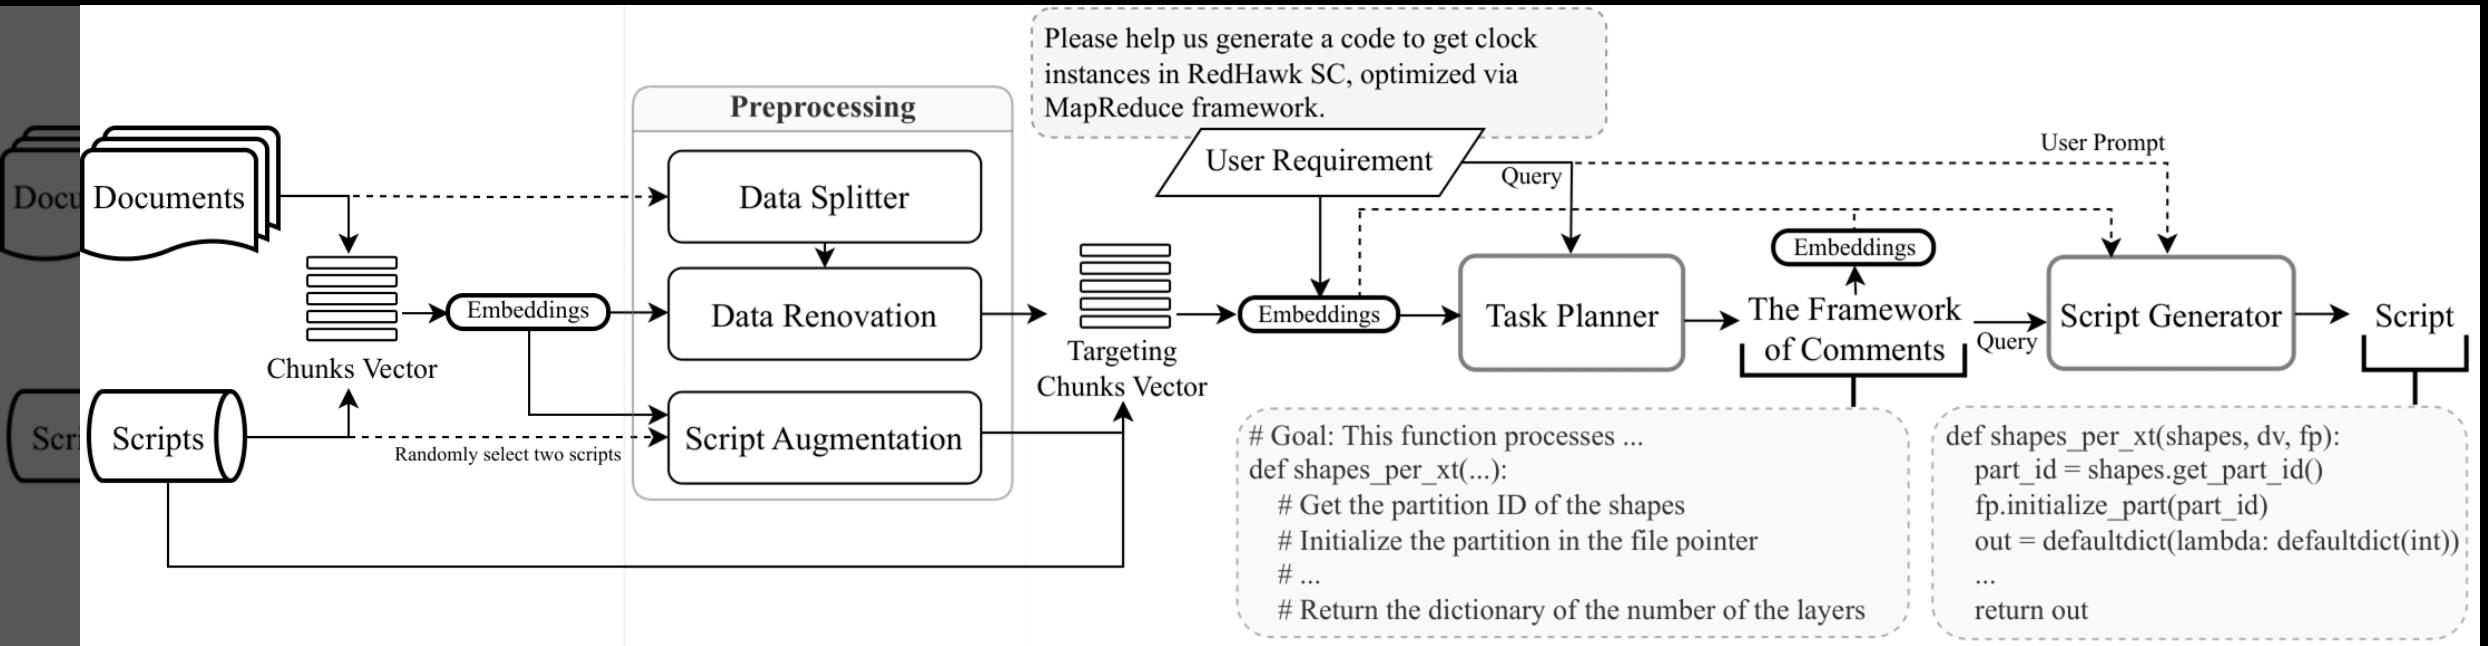 Please help us generate a code to get clock
instances in RedHawk SC, optimized via
MapReduce framework.
Preprocessing
User Prompt
User Requirement
Query
Docu
Documents
Data Splitter
Embeddings
Embeddings
Data Renovation
Embeddings
Task Planner
The Framework
of Comments
Query
Script Generator
Script
Chunks Vector
Targeting
Chunks Vector
Scri
Scripts
Randomly select two scripts
Script Augmentation
# Goal: This function processes ...
def shapes_per_xt(...):
# Get the partition ID of the shapes
# Initialize the partition in the file pointer
# ...
# Return the dictionary of the number of the layers
def shapes_per_xt(shapes, dv, fp):
part_id = shapes.get_part_id()
fp.initialize_part(part_id)
out = defaultdict(lambda: defaultdict(int))
...
return out